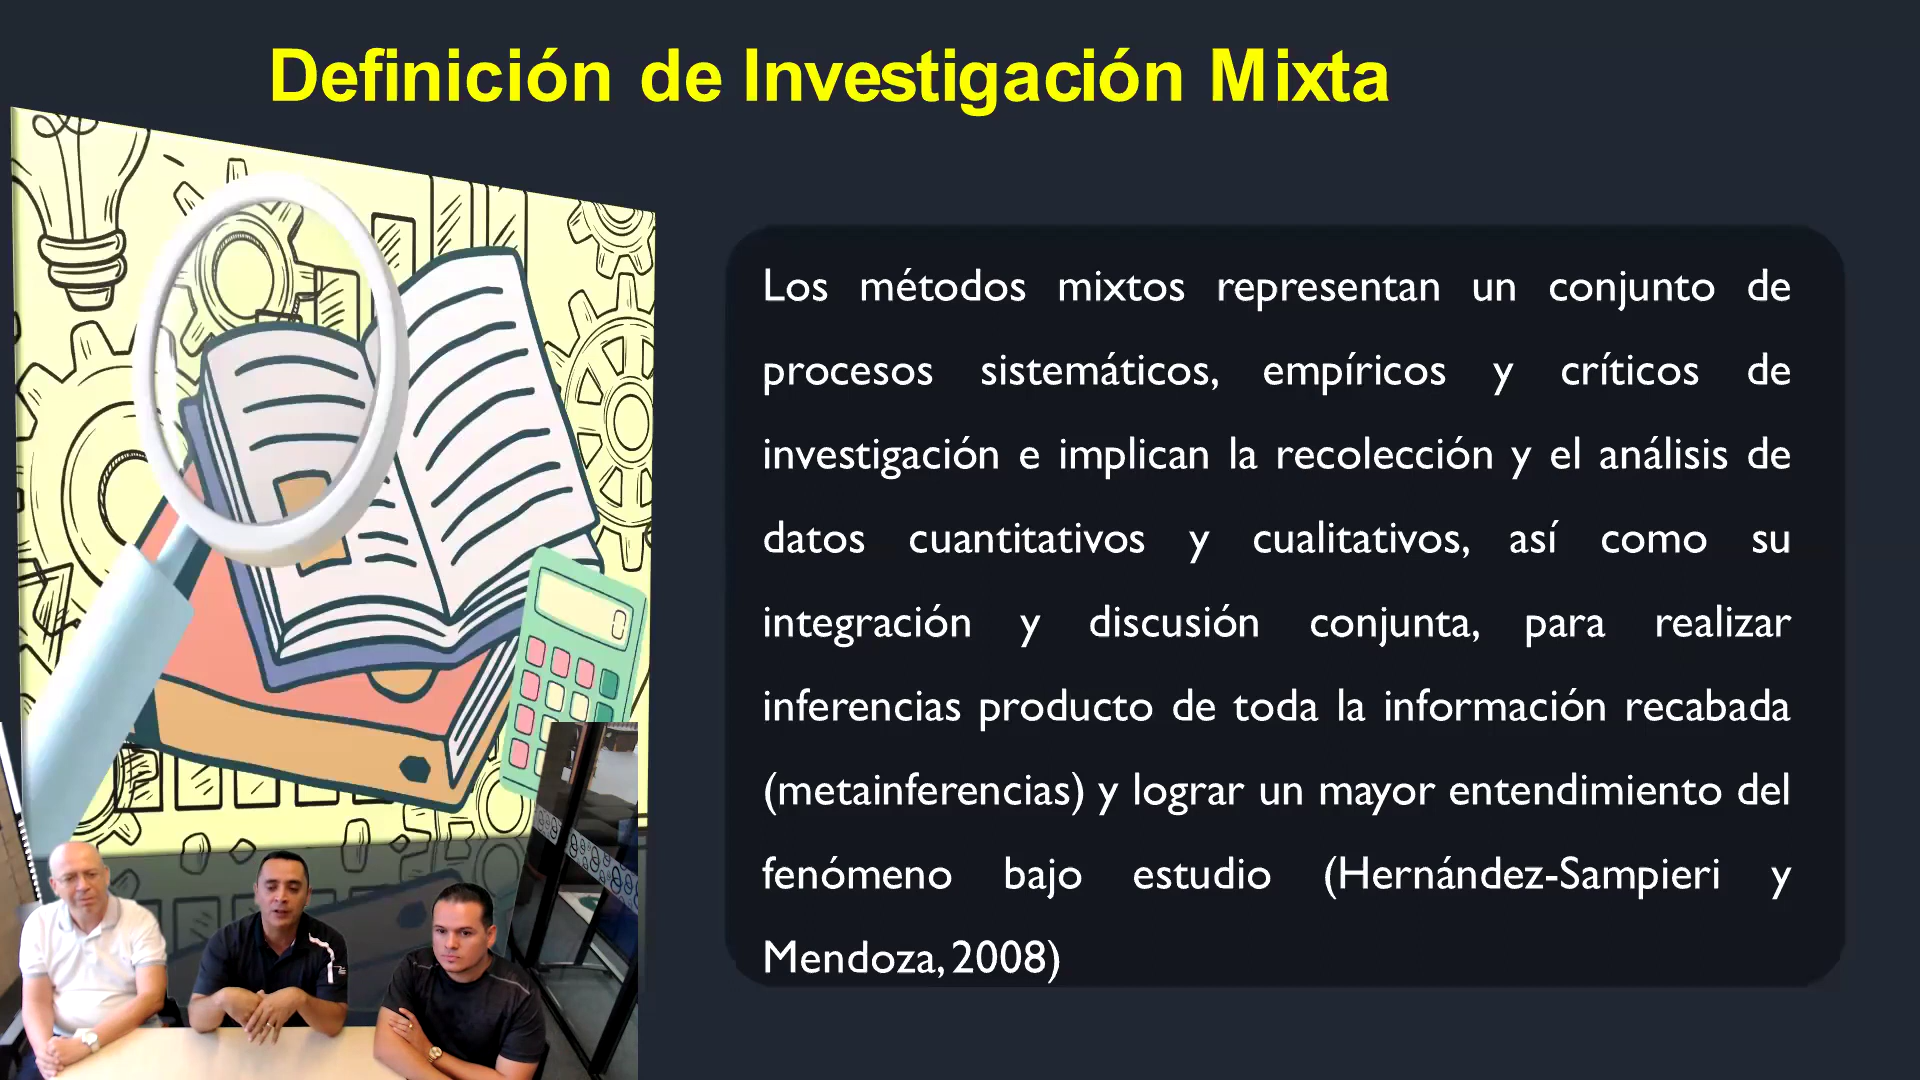 Definición de Investigación Mixta
Los métodos mixtos representan un conjunto de
procesos sistemáticos, empíricos y críticos de
investigación e implican la recolección y el análisis de
datos cuantitativos y cualitativos, así como su
integración y discusión conjunta, para realizar
inferencias producto de toda la información recabada
(metainferencias) y lograr un mayor entendimiento del
fenómeno bajo estudio (Hernández-Sampieri y
Mendoza, 2008)
0